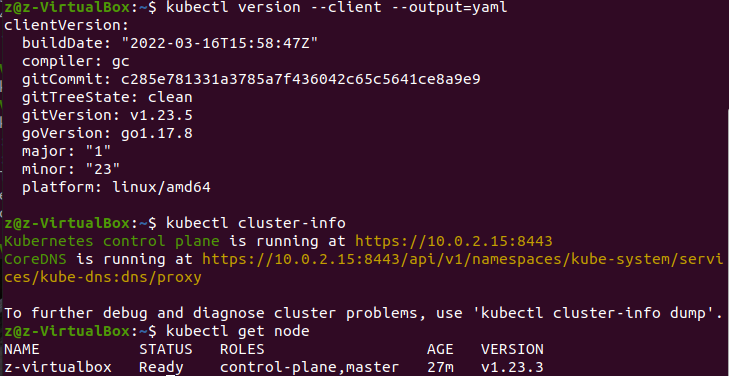 z@z-VirtualBox:~$ kubectl version --client --output=yaml
clientVersion:
  buildDate: "2022-03-16T15:58:47Z"
  compiler: gc
  gitCommit: c285e781331a3785a7f436042c65c5641ce8a9e9
  gitTreeState: clean
  gitVersion: v1.23.5
  goVersion: go1.17.8
  major: "1"
  minor: "23"
  platform: linux/amd64
z@z-VirtualBox:~$ kubectl cluster-info
Kubernetes control plane is running at https://10.0.2.15:8443
CoreDNS is running at https://10.0.2.15:8443/api/v1/namespaces/kube-system/servi
ces/kube-dns:dns/proxy
To further debug and diagnose cluster problems, use 'kubectl cluster-info dump'.
z@z-VirtualBox:~$ kubectl get node
NAME           STATUS   ROLES                  AGE   VERSION
z-virtualbox   Ready    control-plane,master   27m   v1.23.3